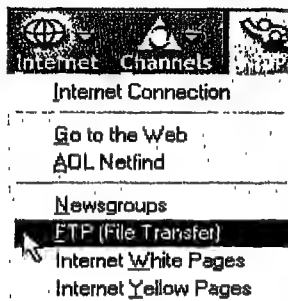 Internet Channels
Internet Connection
Go to the Web
AOL Netfind
Newsgroups
FTP (File Transfer)
Internet White Pages
Internet Yellow Pages